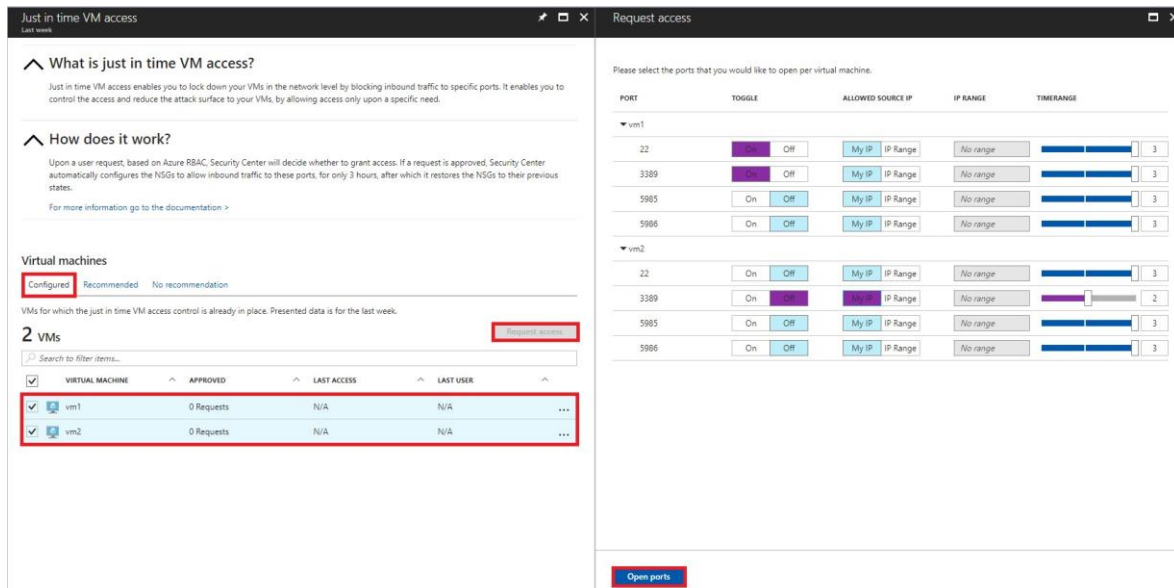 Just in time VM access
Last week
What is just in time VM access?
Just in time VM access enables you to lock down your VMs in the network level by blocking inbound traffic to specific ports. It enables you to
control the access and reduce the attack surface to your VMs, by allowing access only upon a specific need.
How does it work?
Upon a user request, based on Azure RBAC, Security Center will decide whether to grant access. If a request is approved, Security Center
automatically configures the NSGs to allow inbound traffic to these ports, for only 3 hours, after which it restores the NSGs to their previous
states.
For more information go to the documentation >
Virtual machines
Configured Recommended No recommendation
VMs for which the just in time VM access control is already in place. Presented data is for the last week.
2 VMs
Request access
Search to filter items...
VIRTUAL MACHINE APPROVED LAST ACCESS LAST USER
vm1 0 Requests N/A N/A ...
vm2 0 Requests N/A N/A ...
Request access
Please select the ports that you would like to open per virtual machine.
PORT TOGGLE ALLOWED SOURCE IP IP RANGE TIMERANGE
vm1
22 On Off My IP IP Range No range 3
3389 On Off My IP IP Range No range 3
5985 On Off My IP IP Range No range 3
5986 On Off My IP IP Range No range 3
vm2
22 On Off My IP IP Range No range 3
3389 On Off My IP IP Range No range 2
5985 On Off My IP IP Range No range 3
5986 On Off My IP IP Range No range 3
Open ports